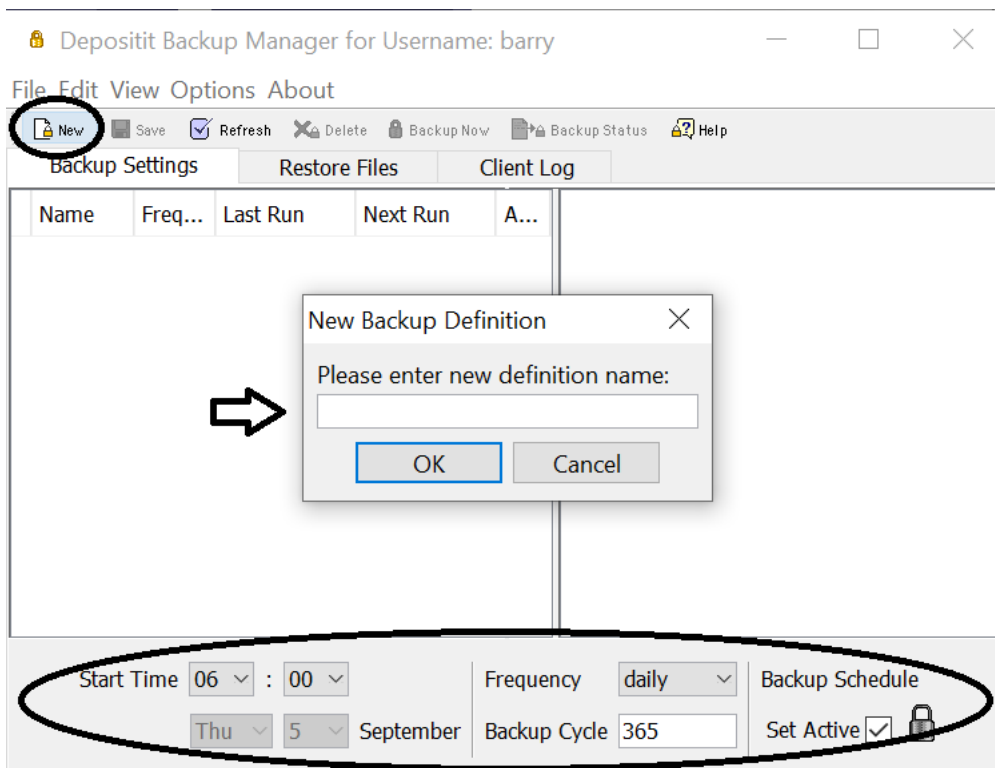 Depositit Backup Manager for Username: barry
File Edit View Options About
New Save Refresh Delete Backup Now Backup Status Help
Backup Settings Restore Files Client Log
Name Freq... Last Run Next Run A...
New Backup Definition
Please enter new definition name:
OK Cancel
Start Time 06 : 00 Frequency daily Backup Schedule
Thu 5 September Backup Cycle 365 Set Active